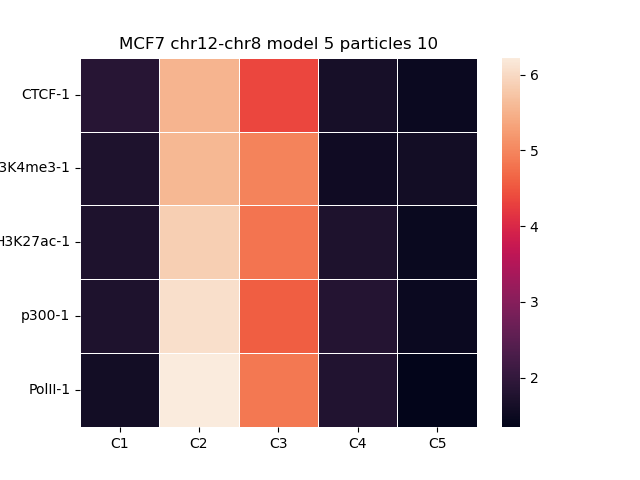 MCF7 chr12-chr8 model 5 particles 10
CTCF-1
3K4me3-1
H3K27ac-1
p300-1
PolII-1
C1 C2 C3 C4 C5
6
5
4
3
2